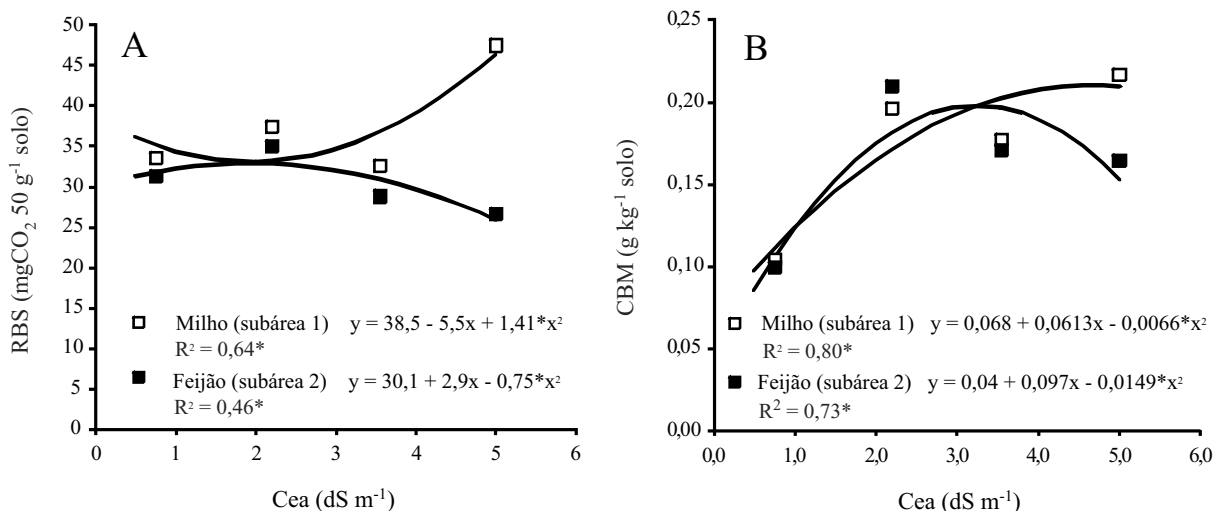 A
RBS (mgCO₂ 50 g⁻¹ solo)
50
45
40
35
30
25
20
15
10
5
0
Milho (subárea 1) y = 38,5 - 5,5x + 1,41*x²
R² = 0,64*
Feijão (subárea 2) y = 30,1 + 2,9x - 0,75*x²
R² = 0,46*
0 1 2 3 4 5 6
Cea (dS m⁻¹)
B
CBM (g kg⁻¹ solo)
0,25
0,20
0,15
0,10
0,05
0,00
Milho (subárea 1) y = 0,068 + 0,0613x - 0,0066*x²
R² = 0,80*
Feijão (subárea 2) y = 0,04 + 0,097x - 0,0149*x²
R² = 0,73*
0,0 1,0 2,0 3,0 4,0 5,0 6,0
Cea (dS m⁻¹)